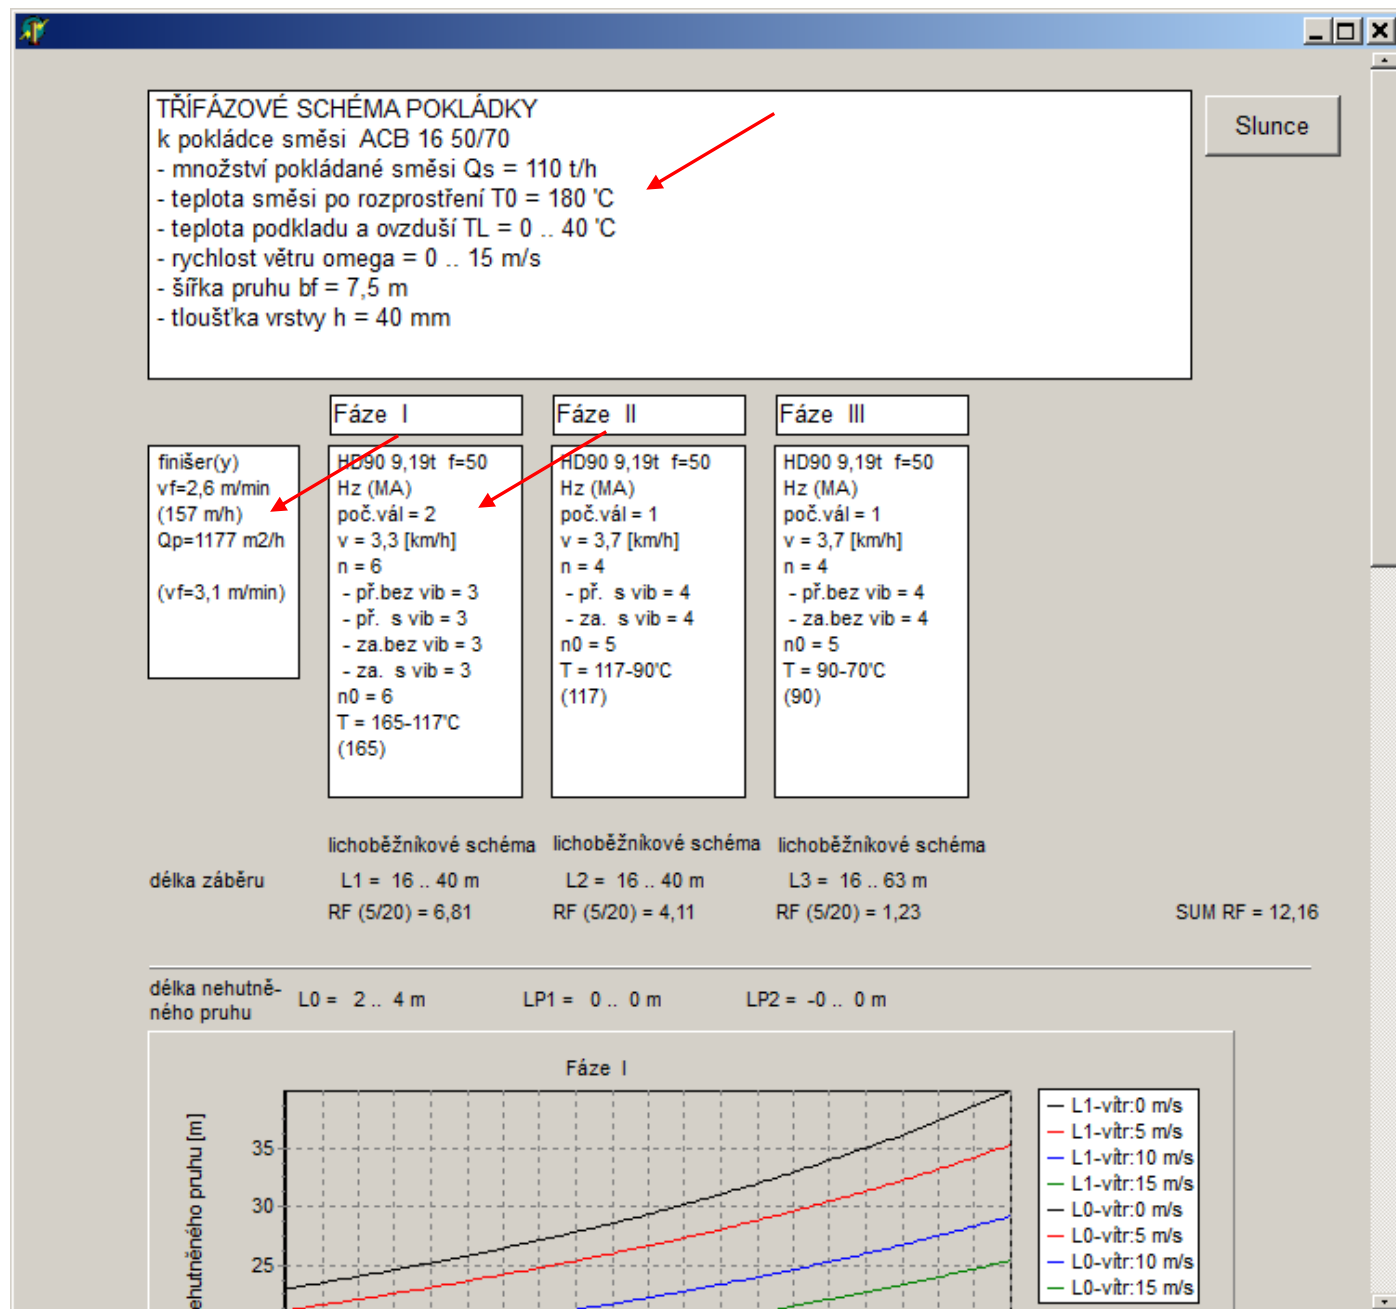 TŘÍFÁZOVÉ SCHÉMA POKLÁDKY
k pokládce směsi  ACB 16 50/70
- množství pokládané směsi Qs = 110 t/h
- teplota směsi po rozprostření T0 = 180 'C
- teplota podkladu a ovzduší TL = 0 .. 40 'C
- rychlost větru omega = 0 .. 15 m/s
- šířka pruhu bf = 7,5 m
- tloušťka vrstvy h = 40 mm
Slunce
Fáze  I
Fáze  II
Fáze  III
finišer(y)
vf=2,6 m/min
(157 m/h)
Qp=1177 m2/h
(vf=3,1 m/min)
HD90 9,19t  f=50
Hz (MA)
poč.vál = 2
v = 3,3 [km/h]
n = 6
- př.bez vib = 3
- př.  s vib = 3
- za.bez vib = 3
- za.  s vib = 3
n0 = 6
T = 165-117'C
(165)
HD90 9,19t  f=50
Hz (MA)
poč.vál = 1
v = 3,7 [km/h]
n = 4
- př.  s vib = 4
- za.  s vib = 4
n0 = 5
T = 117-90'C
(117)
HD90 9,19t  f=50
Hz (MA)
poč.vál = 1
v = 3,7 [km/h]
n = 4
- př.bez vib = 4
- za.bez vib = 4
n0 = 5
T = 90-70'C
(90)
lichoběžníkové schéma  lichoběžníkové schéma  lichoběžníkové schéma
délka záběru  L1 =  16 .. 40 m  L2 =  16 .. 40 m  L3 =  16 .. 63 m
RF (5/20) = 6,81  RF (5/20) = 4,11  RF (5/20) = 1,23  SUM RF = 12,16
délka nehutně-
ného pruhu  L0 =  2 ..  4 m  LP1 =  0 ..  0 m  LP2 =  -0 ..  0 m
Fáze  I
ehutněného pruhu [m]
35
30
25
L1-vítr:0 m/s
L1-vítr:5 m/s
L1-vítr:10 m/s
L1-vítr:15 m/s
L0-vítr:0 m/s
L0-vítr:5 m/s
L0-vítr:10 m/s
L0-vítr:15 m/s